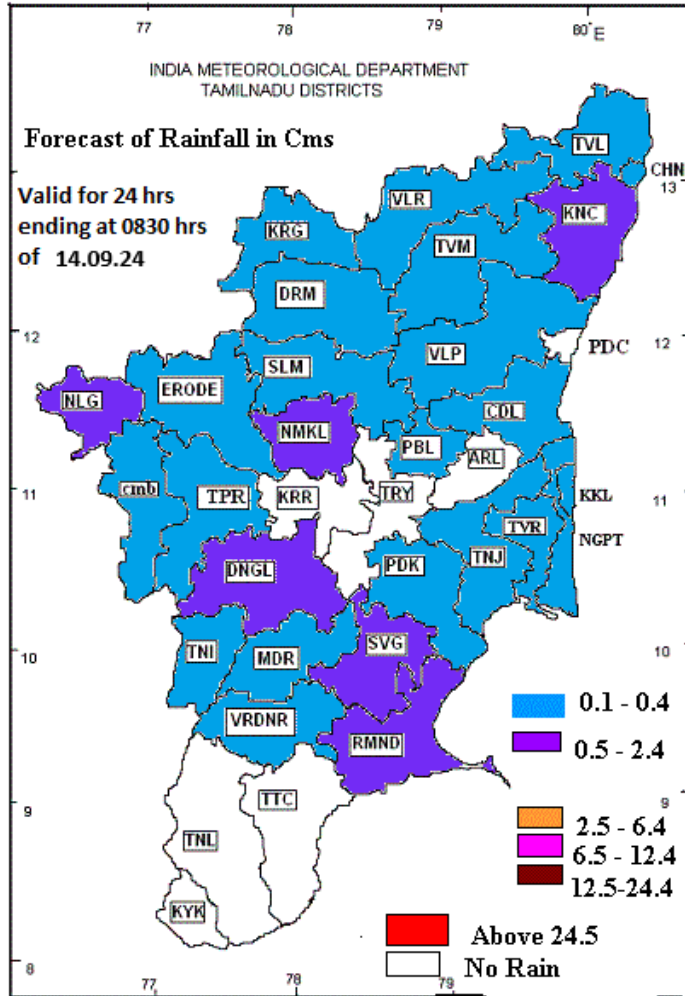 77 78 79 80°E
INDIA METEOROLOGICAL DEPARTMENT
TAMILNADU DISTRICTS
Forecast of Rainfall in Cms
Valid for 24 hrs
ending at 0830 hrs
of 14.09.24
TVL
CHN
13
VLR
KNC
KRG
TVM
DRM
12
12
PDC
VLP
SLM
ERODE
NLG
CDL
NMKL
PBL
ARL
11
cmb
TPR
KRR
TRY
KKL
11
TVR
NGPT
DNGL
PDK
TNJ
10
TNI
MDR
SVG
10
VRDNR
RMND
0.1 - 0.4
0.5 - 2.4
9
TTC
9
TNL
2.5 - 6.4
6.5 - 12.4
12.5-24.4
KYK
Above 24.5
No Rain
8
77 78 79